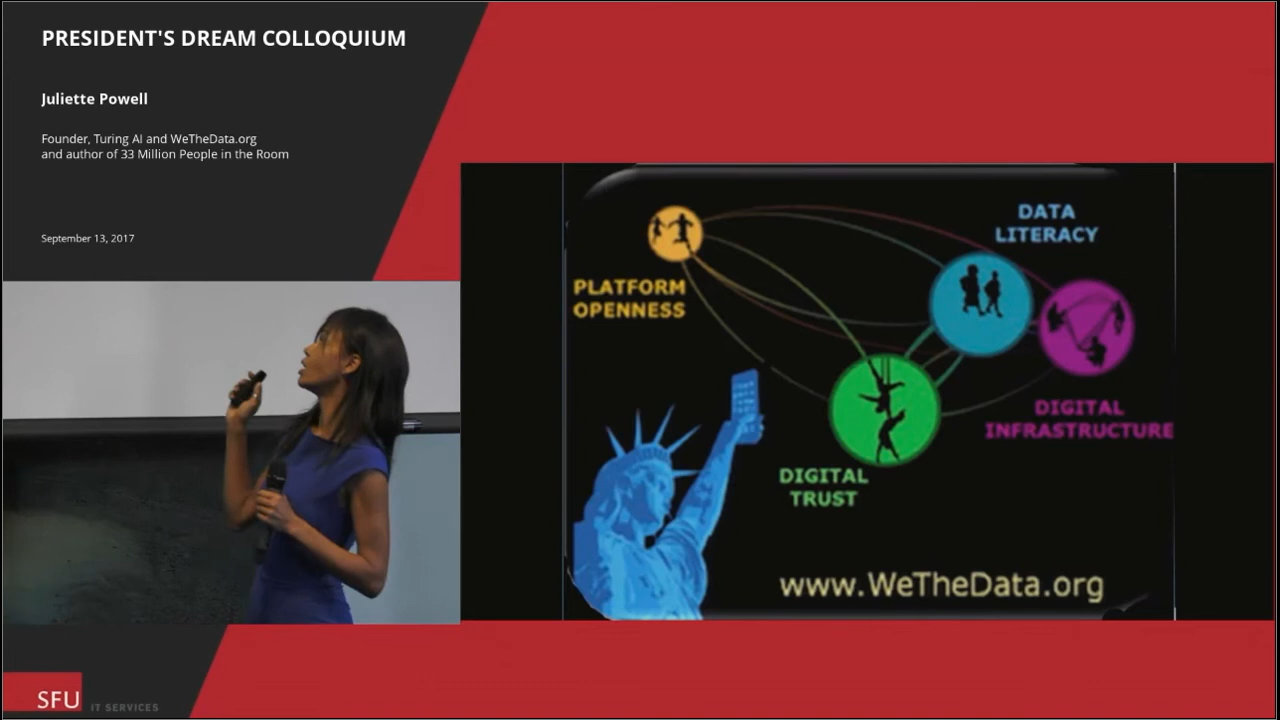 PRESIDENT'S DREAM COLLOQUIUM
Juliette Powell
Founder, Turing AI and WeTheData.org
and author of 33 Million People in the Room
September 13, 2017
DATA
LITERACY
PLATFORM
OPENNESS
DIGITAL
INFRASTRUCTURE
DIGITAL
TRUST
www.WeTheData.org
SFU IT SERVICES